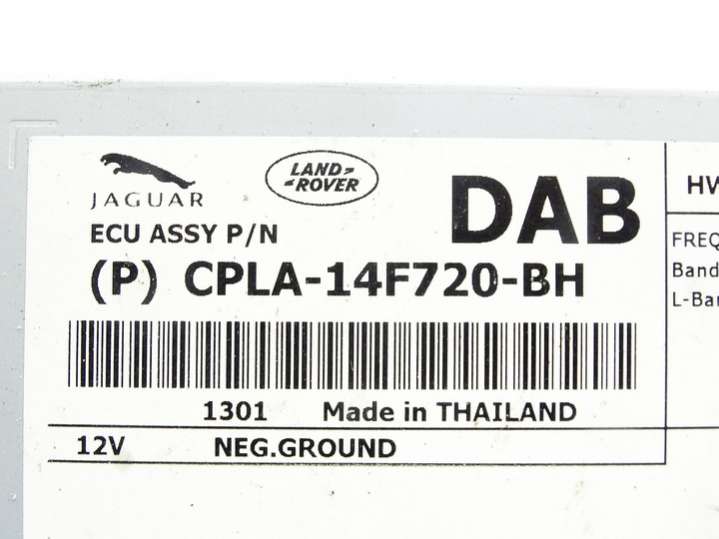 JAGUAR
LAND-
-ROVER
DAB
ECU ASSY P/N
(P) CPLA-14F720-BH
1301 Made in THAILAND
12V NEG.GROUND
HW
FREQ
Band